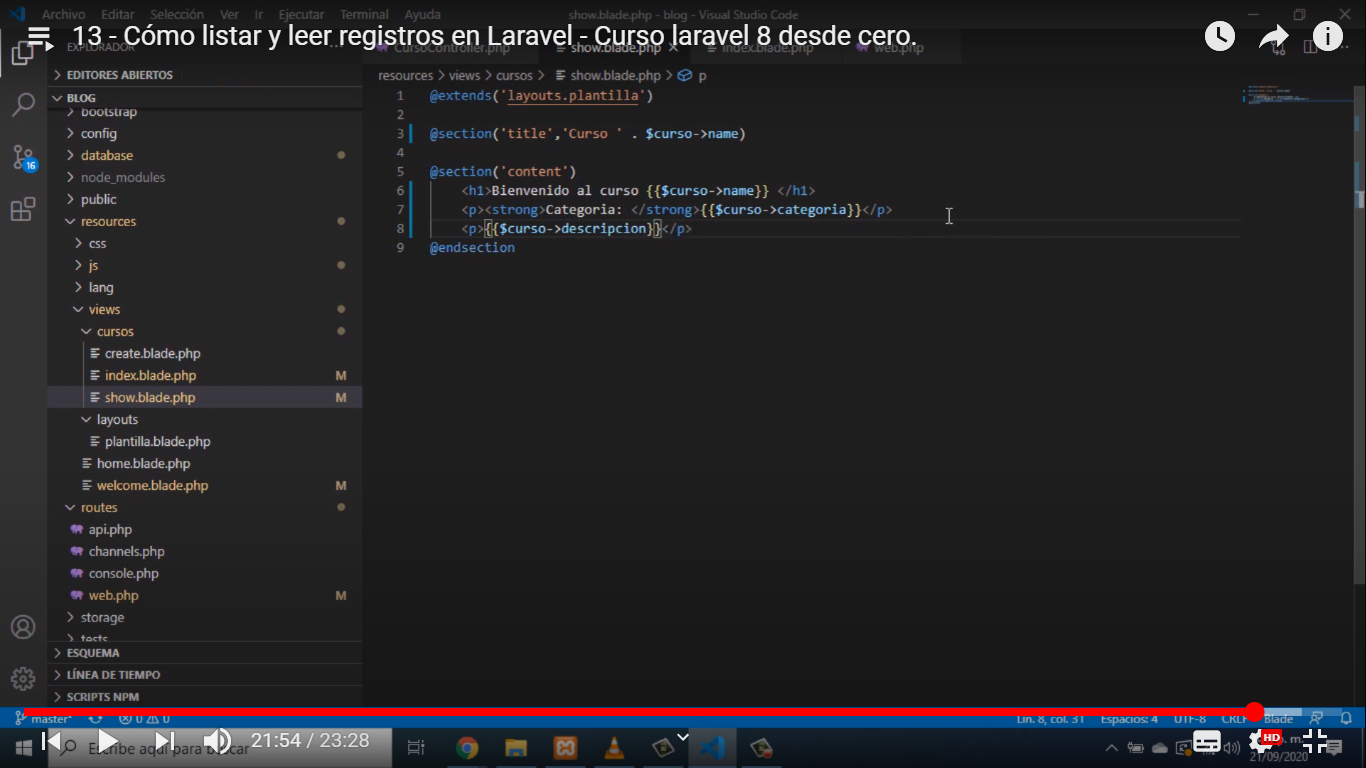 Archivo Editar Selección Ver Ir Ejecutar Terminal Ayuda show.blade.php - blog - Visual Studio Code
13 - Cómo listar y leer registros en Laravel - Curso laravel 8 desde cero.
EXPLORADOR
CursoController.php show.blade.php index.blade.php web.php
EDITORES ABIERTOS
resources > views > cursos > show.blade.php > p
BLOG
bootstrap
config
database
node_modules
public
resources
css
js
lang
views
cursos
create.blade.php
index.blade.php M
show.blade.php M
layouts
plantilla.blade.php
home.blade.php
welcome.blade.php M
routes
api.php
channels.php
console.php
web.php M
storage
tests
ESQUEMA
LÍNEA DE TIEMPO
SCRIPTS NPM
16
1 @extends('layouts.plantilla')
2
3 @section('title','Curso ' . $curso->name)
4
5 @section('content')
6 <h1>Bienvenido al curso {{$curso->name}} </h1>
7 <p><strong>Categoria: </strong>{{$curso->categoria}}</p>
8 <p>{{$curso->descripcion}}</p>
9 @endsection
master* 0 0 Lín. 8, col. 31 Espacios: 4 UTF-8 CRLF Blade
Escribe aquí para buscar
21:54 / 23:28
HD
21/09/2020